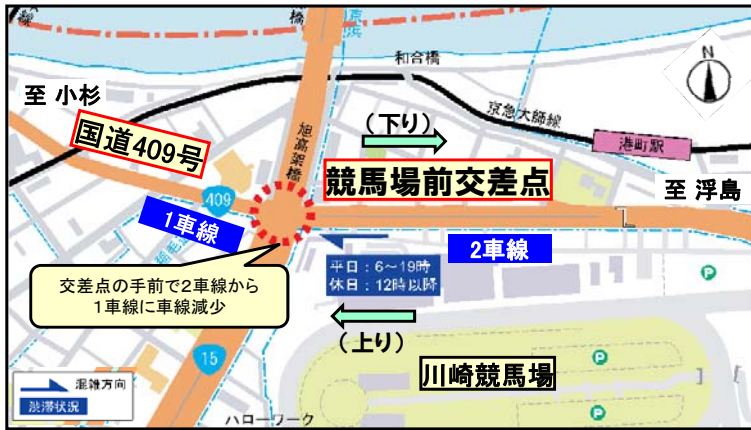 和合橋
N
至 小杉
国道409号
旭高架橋
(下り)
京急大師線
港町駅
競馬場前交差点
至 浮島
409
1車線
2車線
平日:6~19時
休日:12時以降
交差点の手前で2車線から
1車線に車線減少
(上り)
P
15
川崎競馬場
P
混雑方向
渋滞状況
ハローワーク
P